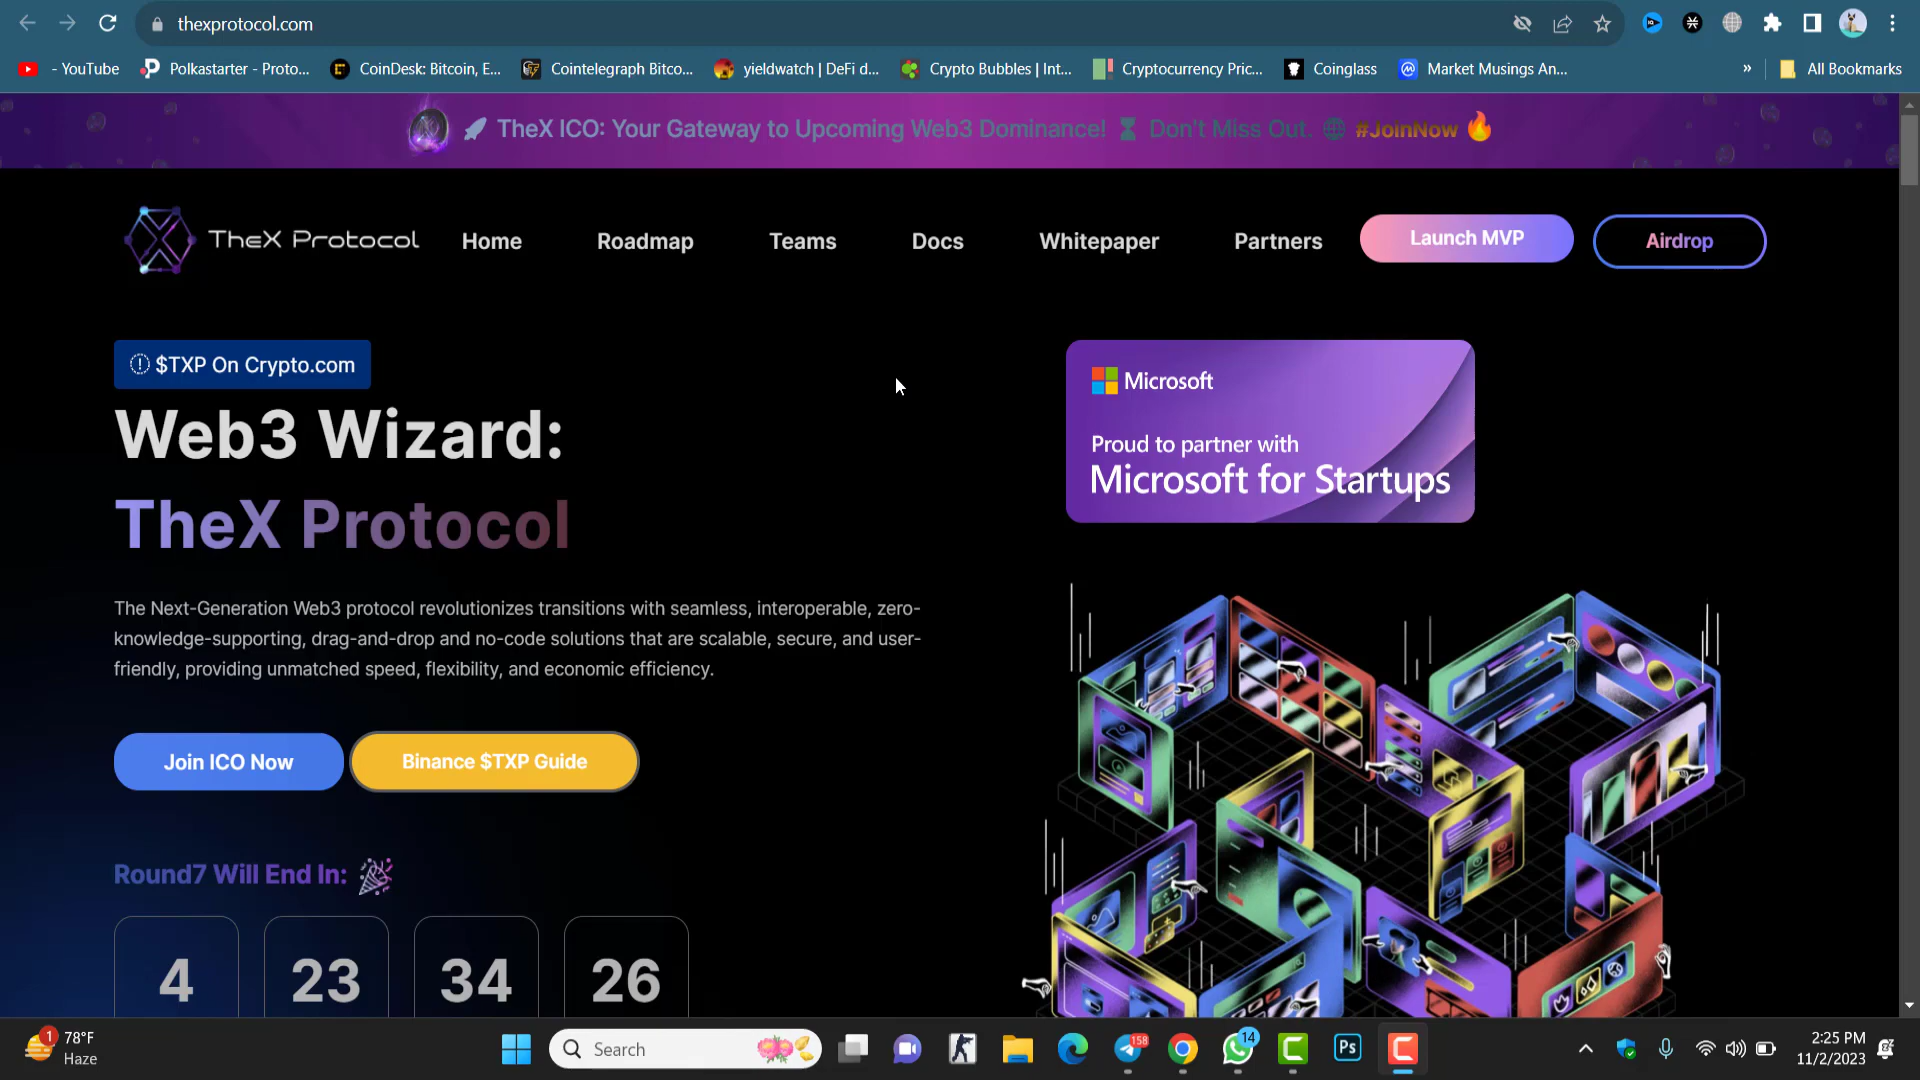 thexprotocol.com
- YouTube
Polkastarter - Proto...
CoinDesk: Bitcoin, E...
Cointelegraph Bitco...
yieldwatch | DeFi d...
Crypto Bubbles | Int...
Cryptocurrency Pric...
Coinglass
Market Musings An...
»
All Bookmarks
TheX ICO: Your Gateway to Upcoming Web3 Dominance! Don't Miss Out. #JoinNow
TheX Protocol
Home
Roadmap
Teams
Docs
Whitepaper
Partners
Launch MVP
Airdrop
$TXP On Crypto.com
Web3 Wizard:
TheX Protocol
Microsoft
Proud to partner with
Microsoft for Startups
The Next-Generation Web3 protocol revolutionizes transitions with seamless, interoperable, zero-
knowledge-supporting, drag-and-drop and no-code solutions that are scalable, secure, and user-
friendly, providing unmatched speed, flexibility, and economic efficiency.
Join ICO Now
Binance $TXP Guide
Round7 Will End In:
4
23
34
26
1
78°F
Haze
Search
158
14
Ps
2:25 PM
11/2/2023